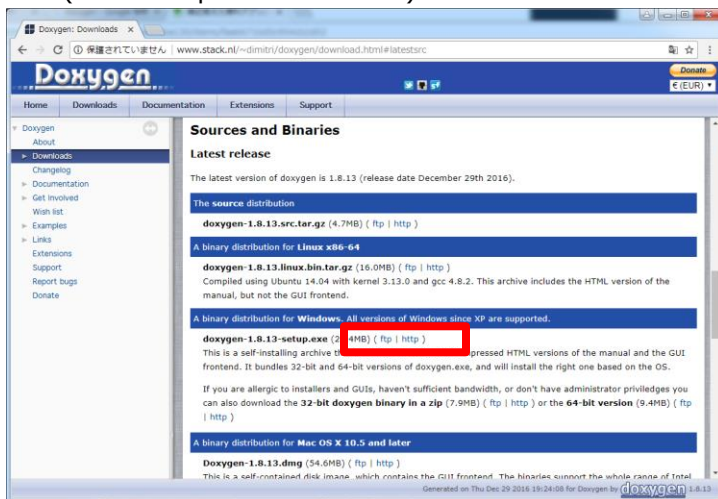 Doxygen: Downloads
保護されていません | www.stack.nl/~dimitri/doxygen/download.html#latestsrc
Doxygen
Donate
€ (EUR)
Home Downloads Documentation Extensions Support
Doxygen
About
Downloads
Changelog
Documentation
Get Involved
Wish list
Examples
Links
Extensions
Support
Report bugs
Donate
Sources and Binaries
Latest release
The latest version of doxygen is 1.8.13 (release date December 29th 2016).
The source distribution
doxygen-1.8.13.src.tar.gz (4.7MB) ( ftp | http )
A binary distribution for Linux x86-64
doxygen-1.8.13.linux.bin.tar.gz (16.0MB) ( ftp | http )
Compiled using Ubuntu 14.04 with kernel 3.13.0 and gcc 4.8.2. This archive includes the HTML version of the
manual, but not the GUI frontend.
A binary distribution for Windows. All versions of Windows since XP are supported.
doxygen-1.8.13-setup.exe 4MB) ( ftp | http )
This is a self-installing archive pressed HTML versions of the manual and the GUI
frontend. It bundles 32-bit and 64-bit versions of doxygen.exe, and will install the right one based on the OS.
If you are allergic to installers and GUIs, haven't sufficient bandwidth, or don't have administrator priviledges you
can also download the 32-bit doxygen binary in a zip (7.9MB) ( ftp | http ) or the 64-bit version (9.4MB) ( ftp
| http )
A binary distribution for Mac OS X 10.5 and later
Doxygen-1.8.13.dmg (54.6MB) ( ftp | http )
This is a self-contained disk image, which contains the GUI frontend. The binaries support the whole range of Intel
Generated on Thu Dec 29 2016 19:24:08 for Doxygen by doxygen 1.8.13